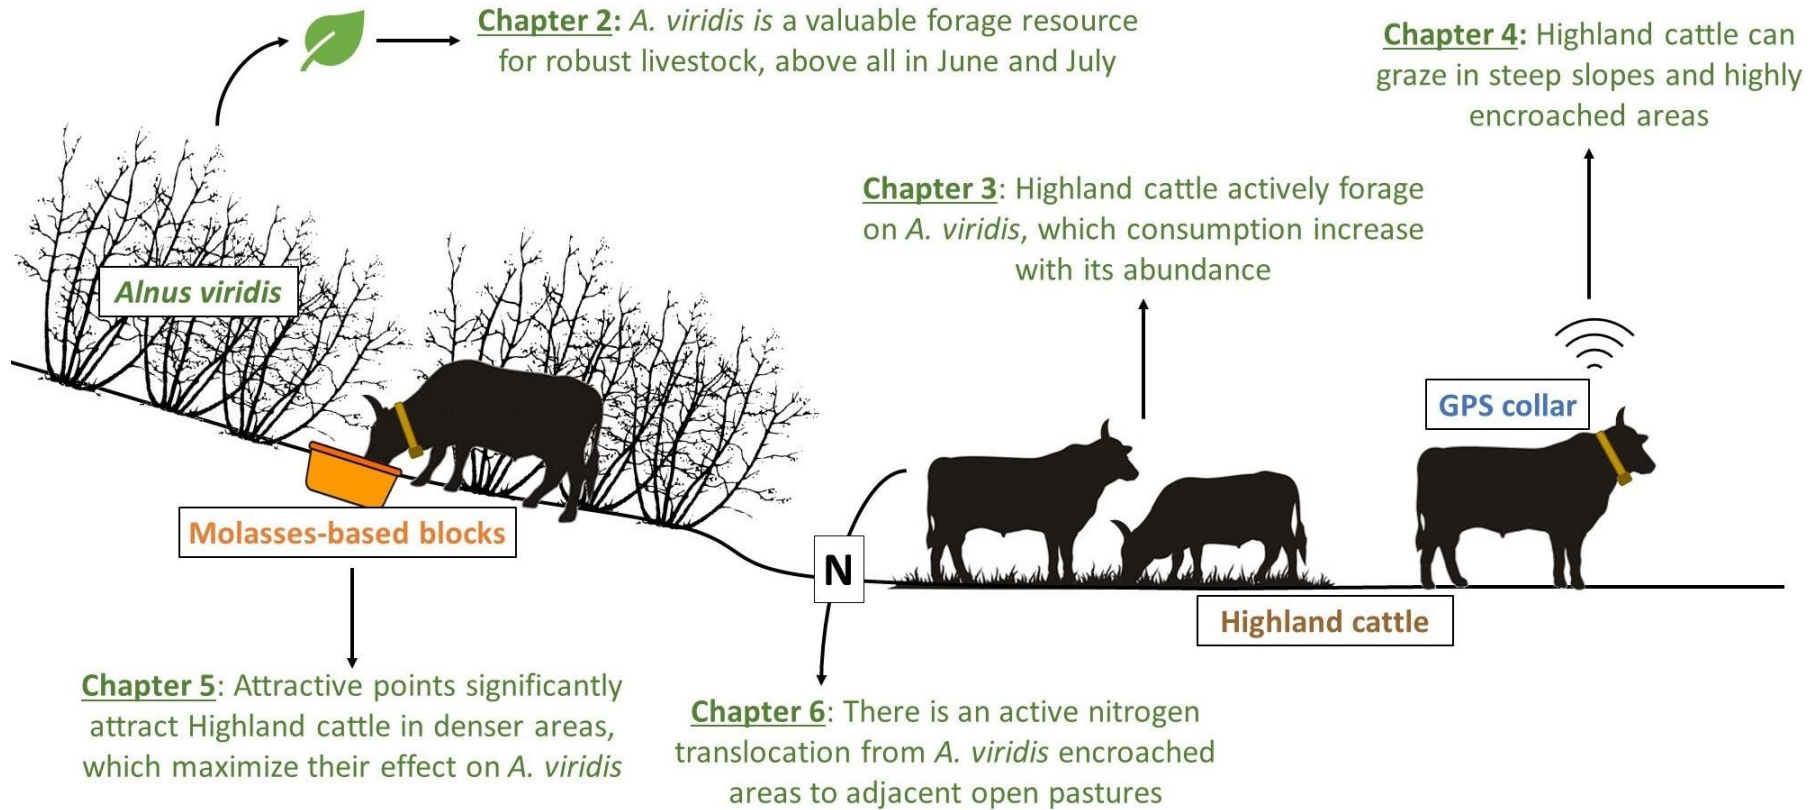 Chapter 2: A. viridis is a valuable forage resource
for robust livestock, above all in June and July
Chapter 4: Highland cattle can
graze in steep slopes and highly
encroached areas
Chapter 3: Highland cattle actively forage
on A. viridis, which consumption increase
with its abundance
Alnus viridis
GPS collar
Molasses-based blocks
N
Highland cattle
Chapter 5: Attractive points significantly
attract Highland cattle in denser areas,
which maximize their effect on A. viridis
Chapter 6: There is an active nitrogen
translocation from A. viridis encroached
areas to adjacent open pastures